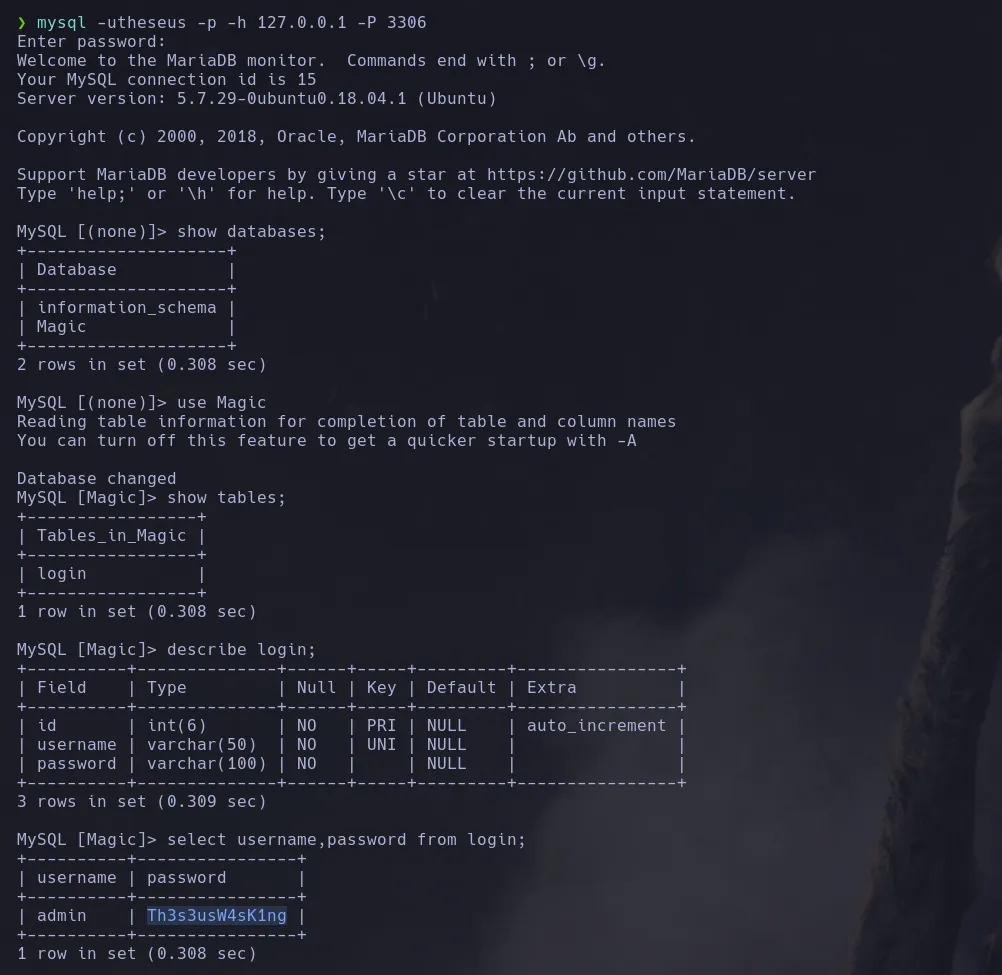 ❯ mysql -utheseus -p -h 127.0.0.1 -P 3306
Enter password:
Welcome to the MariaDB monitor.  Commands end with ; or \g.
Your MySQL connection id is 15
Server version: 5.7.29-0ubuntu0.18.04.1 (Ubuntu)

Copyright (c) 2000, 2018, Oracle, MariaDB Corporation Ab and others.

Support MariaDB developers by giving a star at https://github.com/MariaDB/server
Type 'help;' or '\h' for help. Type '\c' to clear the current input statement.

MySQL [(none)]> show databases;
+--------------------+
| Database           |
+--------------------+
| information_schema |
| Magic              |
+--------------------+
2 rows in set (0.308 sec)

MySQL [(none)]> use Magic
Reading table information for completion of table and column names
You can turn off this feature to get a quicker startup with -A

Database changed
MySQL [Magic]> show tables;
+-----------------+
| Tables_in_Magic |
+-----------------+
| login           |
+-----------------+
1 row in set (0.308 sec)

MySQL [Magic]> describe login;
+----------+--------------+------+-----+---------+----------------+
| Field    | Type         | Null | Key | Default | Extra          |
+----------+--------------+------+-----+---------+----------------+
| id       | int(6)       | NO   | PRI | NULL    | auto_increment |
| username | varchar(50)  | NO   | UNI | NULL    |                |
| password | varchar(100) | NO   |     | NULL    |                |
+----------+--------------+------+-----+---------+----------------+
3 rows in set (0.309 sec)

MySQL [Magic]> select username,password from login;
+----------+----------------+
| username | password       |
+----------+----------------+
| admin    | Th3s3usW4sK1ng |
+----------+----------------+
1 row in set (0.308 sec)